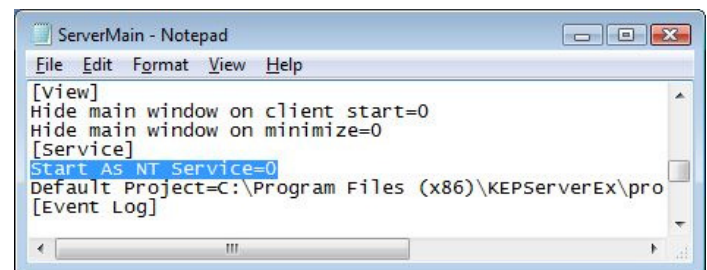 ServerMain - Notepad
File Edit Format View Help
[View]
Hide main window on client start=0
Hide main window on minimize=0
[Service]
Start As NT Service=0
Default Project=C:\Program Files (x86)\KEPServerEx\pro
[Event Log]